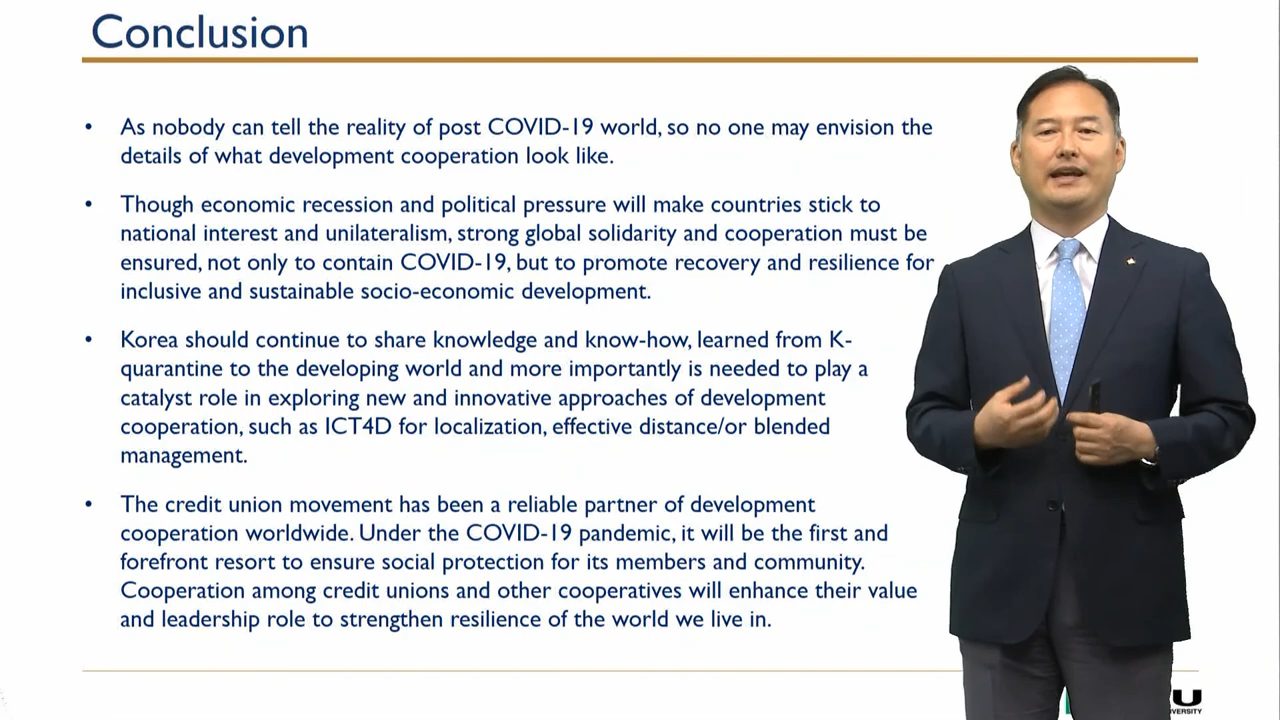 Conclusion
• As nobody can tell the reality of post COVID-19 world, so no one may envision the
details of what development cooperation look like.
• Though economic recession and political pressure will make countries stick to
national interest and unilateralism, strong global solidarity and cooperation must be
ensured, not only to contain COVID-19, but to promote recovery and resilience for
inclusive and sustainable socio-economic development.
• Korea should continue to share knowledge and know-how, learned from K-
quarantine to the developing world and more importantly is needed to play a
catalyst role in exploring new and innovative approaches of development
cooperation, such as ICT4D for localization, effective distance/or blended
management.
• The credit union movement has been a reliable partner of development
cooperation worldwide. Under the COVID-19 pandemic, it will be the first and
forefront resort to ensure social protection for its members and community.
Cooperation among credit unions and other cooperatives will enhance their value
and leadership role to strengthen resilience of the world we live in.
U